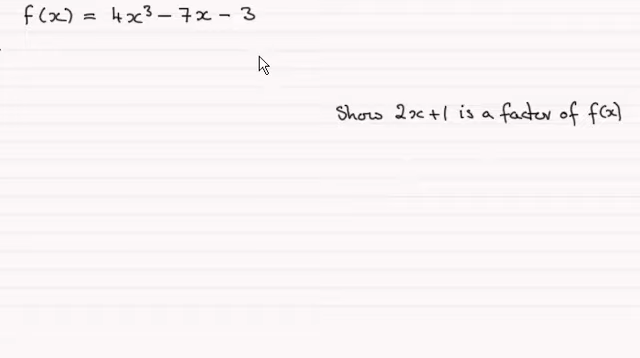 f(x) = 4x³ - 7x - 3
Show 2x+1 is a factor of f(x)